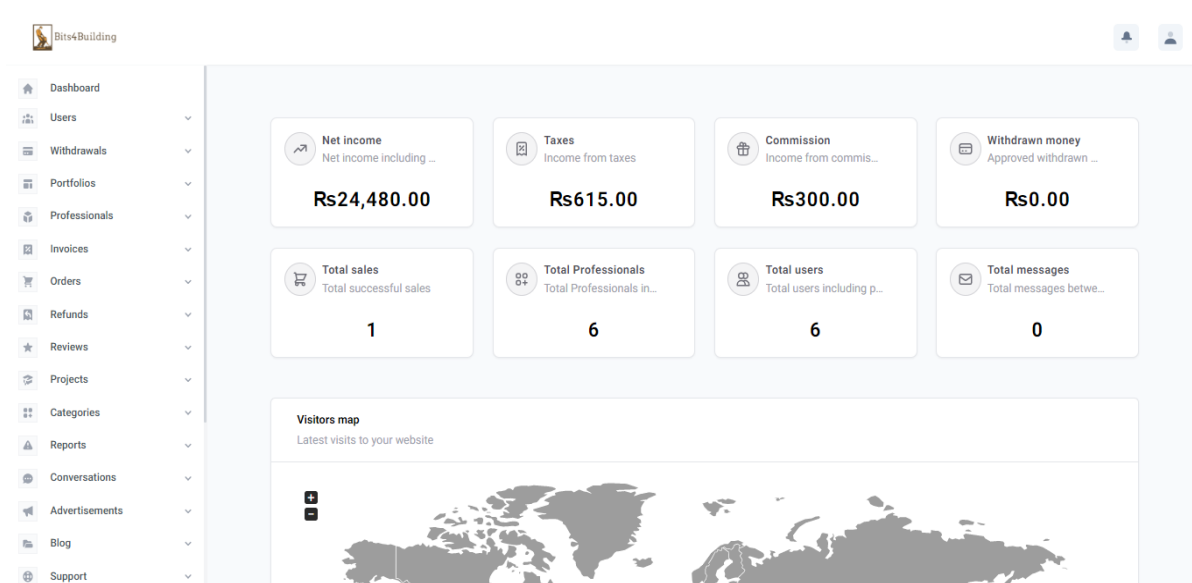 Bits4Building
Dashboard
Users
Withdrawals
Portfolios
Professionals
Invoices
Orders
Refunds
Reviews
Projects
Categories
Reports
Conversations
Advertisements
Blog
Support
Net income
Net income including ...
Rs24,480.00
Taxes
Income from taxes
Rs615.00
Commission
Income from commis...
Rs300.00
Withdrawn money
Approved withdrawn ...
Rs0.00
Total sales
Total successful sales
1
Total Professionals
Total Professionals in...
6
Total users
Total users including p...
6
Total messages
Total messages betwe...
0
Visitors map
Latest visits to your website
+
−